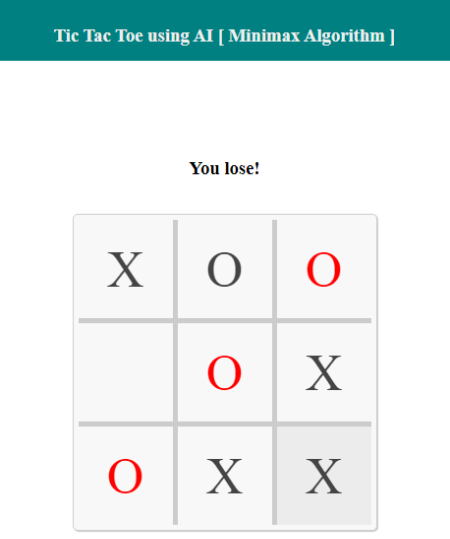 Tic Tac Toe using AI [ Minimax Algorithm ]
You lose!
X O O
O X
O X X